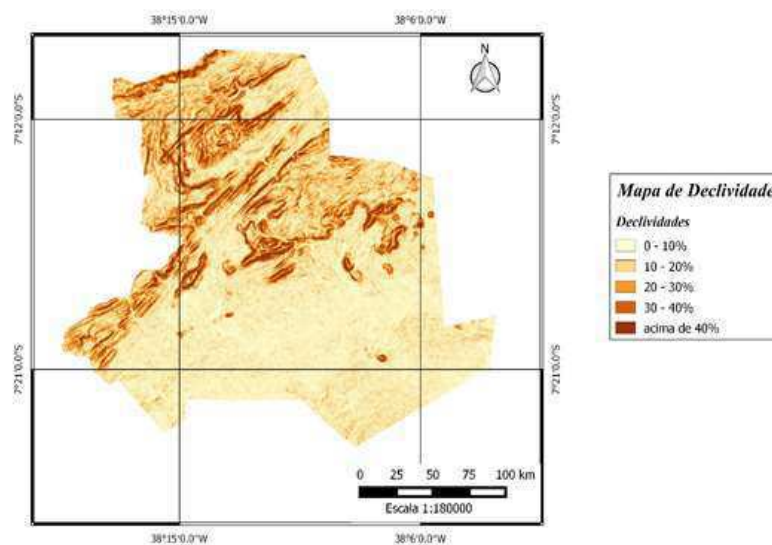 38°15'0.0"W 38°6'0.0"W
N
7°12'0.0"S 7°12'0.0"S
Mapa de Declividade
Declividades
0 - 10%
10 - 20%
20 - 30%
30 - 40%
acima de 40%
7°21'0.0"S 7°21'0.0"S
0 25 50 75 100 km
Escala 1:180000
38°15'0.0"W 38°6'0.0"W